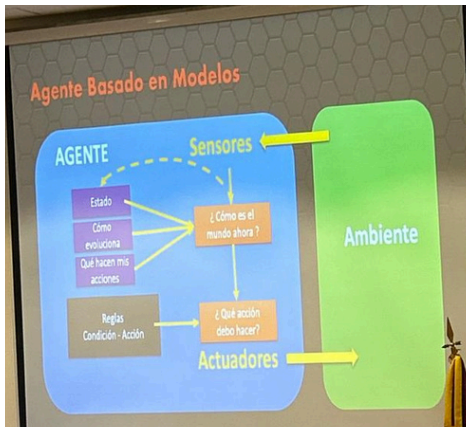 Agente Basado en Modelos
AGENTE
Sensores
Estado
Cómo
evoluciona
Qué hacen mis
acciones
¿ Cómo es el
mundo ahora ?
Reglas
Condición - Acción
¿ Qué acción
debo hacer?
Actuadores
Ambiente